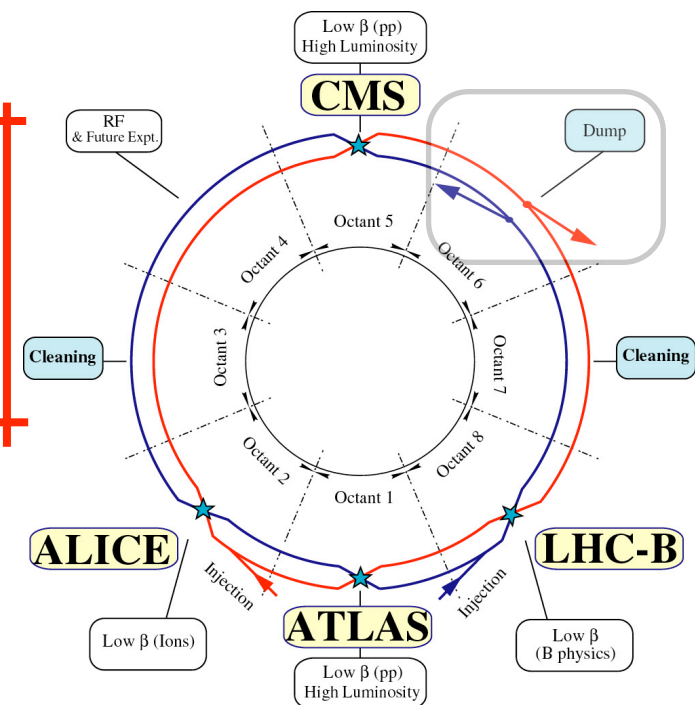 Low β (pp)
High Luminosity
CMS
RF
& Future Expt.
Dump
Octant 5
Octant 4
Octant 6
Octant 3
Octant 7
Cleaning
Cleaning
Octant 2
Octant 8
Octant 1
ALICE
LHC-B
Injection
Injection
ATLAS
Low β (Ions)
Low β
(B physics)
Low β (pp)
High Luminosity